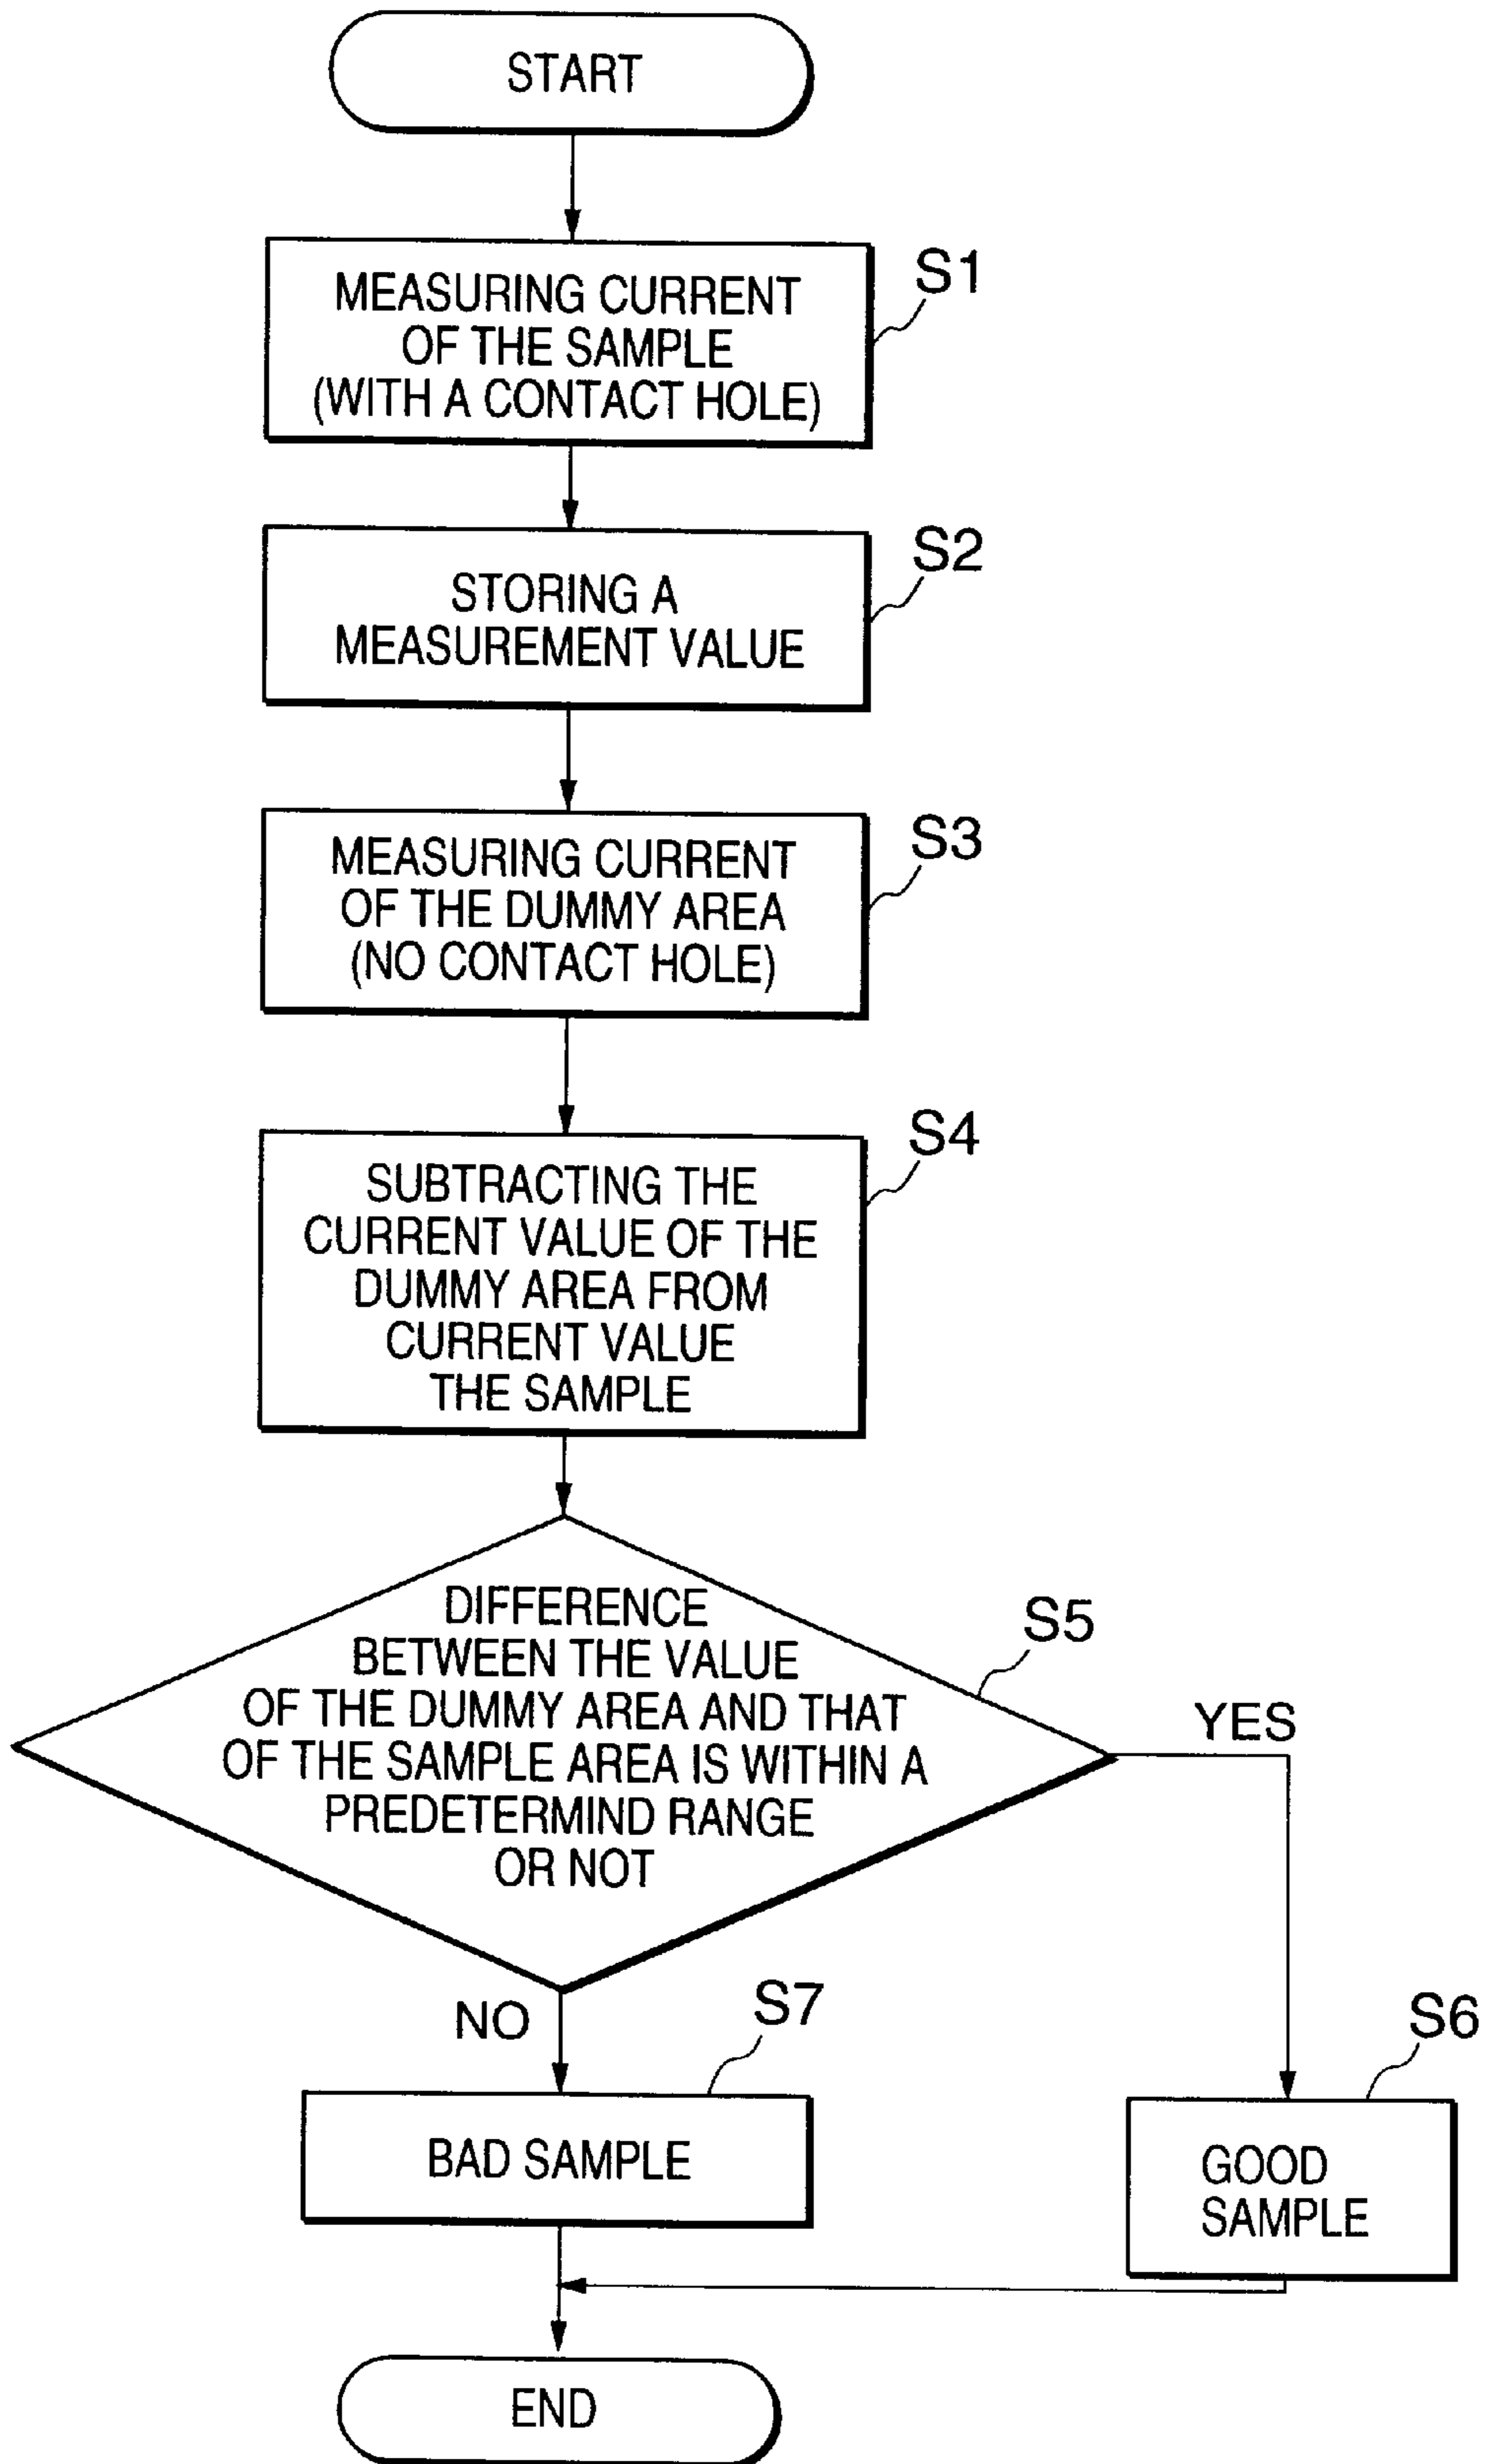 START
MEASURING CURRENT
OF THE SAMPLE
(WITH A CONTACT HOLE)
S1
STORING A
MEASUREMENT VALUE
S2
MEASURING CURRENT
OF THE DUMMY AREA
(NO CONTACT HOLE)
S3
SUBTRACTING THE
CURRENT VALUE OF THE
DUMMY AREA FROM
CURRENT VALUE
THE SAMPLE
S4
DIFFERENCE
BETWEEN THE VALUE
OF THE DUMMY AREA AND THAT
OF THE SAMPLE AREA IS WITHIN A
PREDETERMIND RANGE
OR NOT
S5
YES
NO
S7
BAD SAMPLE
S6
GOOD
SAMPLE
END